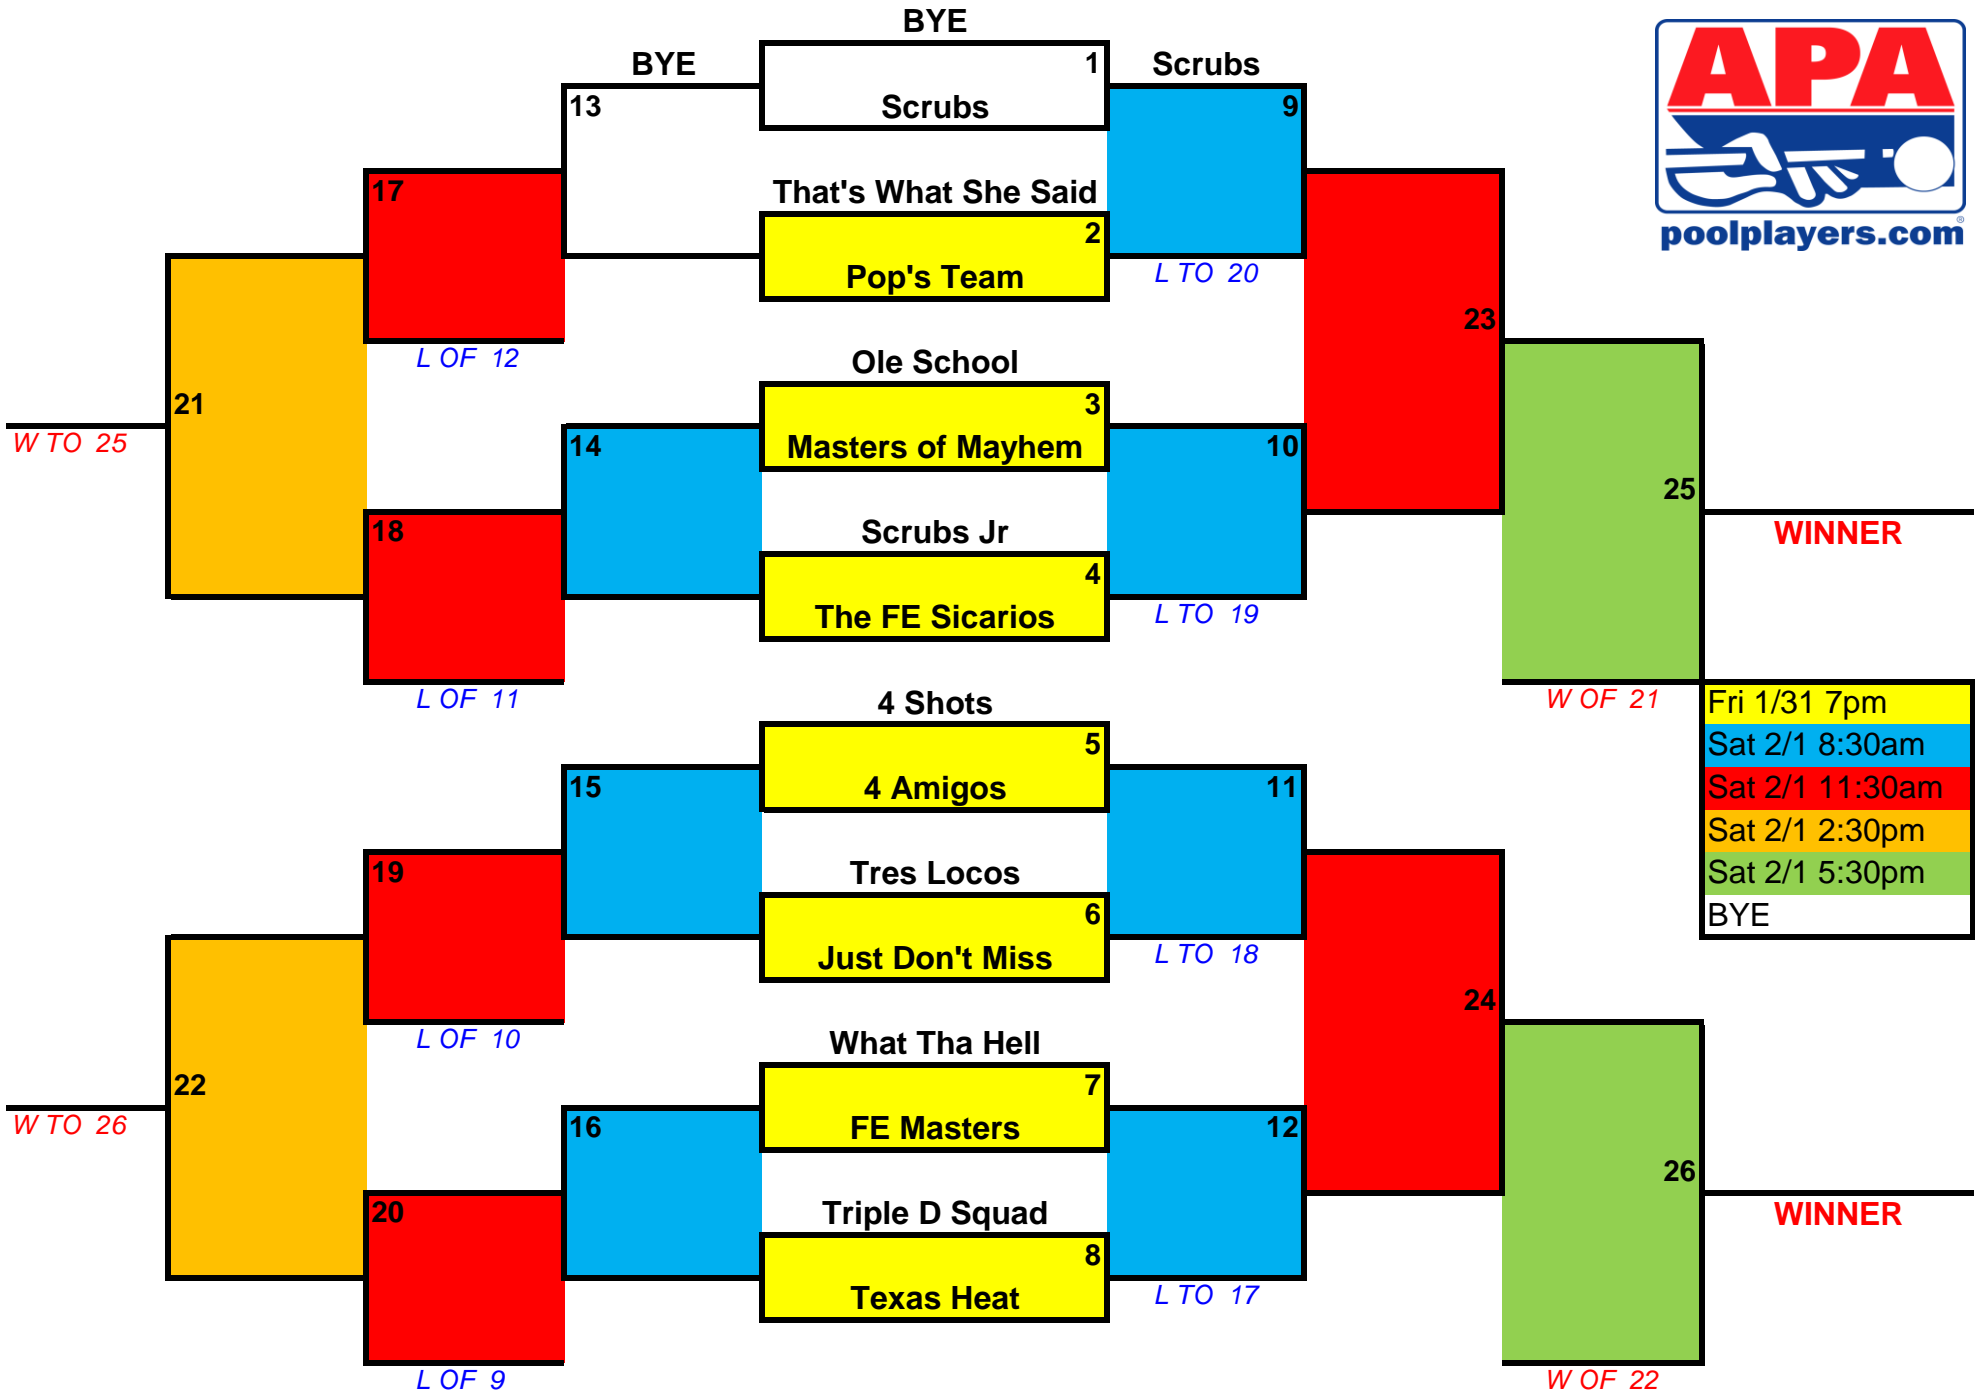 BYE
BYE
1
Scrubs
13
Scrubs
9
APA
17
That's What She Said
2
Pop's Team
L TO 20
®
poolplayers.com
23
L OF 12
Ole School
21
3
W TO 25
14
Masters of Mayhem
10
25
18
Scrubs Jr
WINNER
4
The FE Sicarios
L TO 19
L OF 11
4 Shots
W OF 21
Fri 1/31 7pm
5
Sat 2/1 8:30am
15
4 Amigos
11
Sat 2/1 11:30am
Sat 2/1 2:30pm
19
Tres Locos
Sat 2/1 5:30pm
6
BYE
Just Don't Miss
L TO 18
24
L OF 10
What Tha Hell
22
7
W TO 26
16
FE Masters
12
26
20
Triple D Squad
WINNER
8
Texas Heat
L TO 17
L OF 9
W OF 22